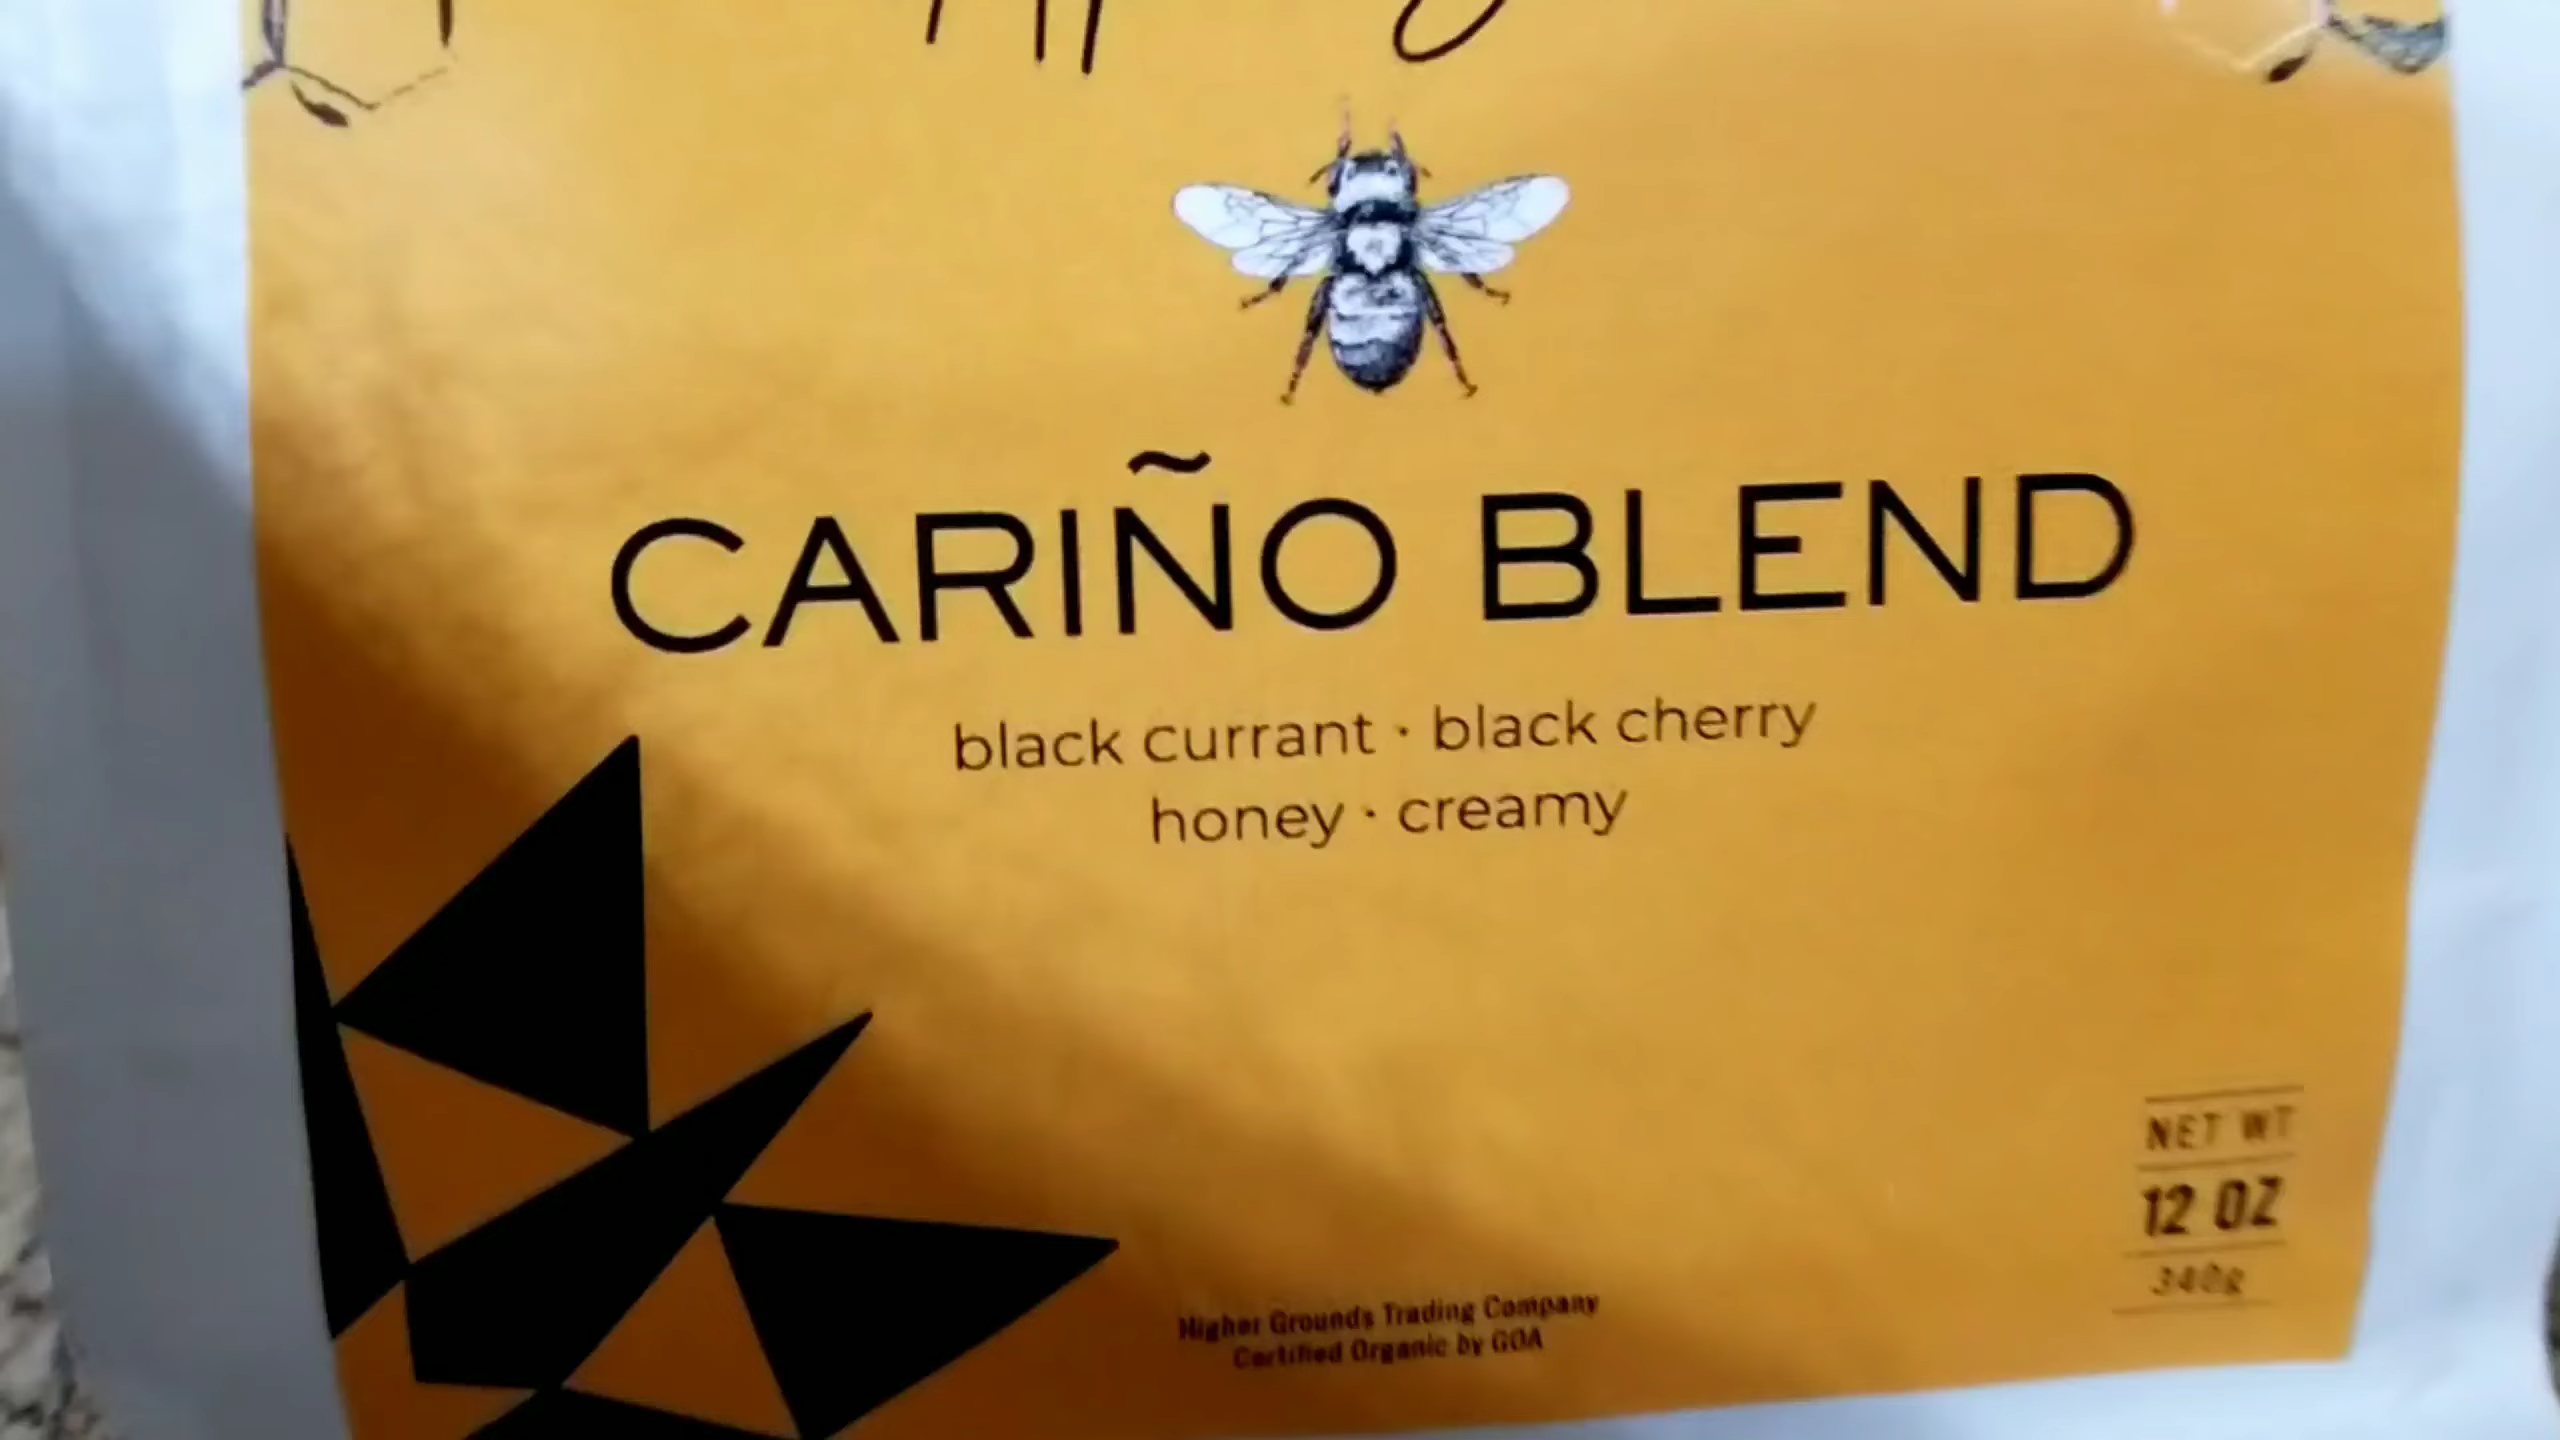 CARIÑO BLEND
black currant · black cherry
honey · creamy
NET WT
12 OZ
340g
Higher Grounds Trading Company
Certified Organic by GOA